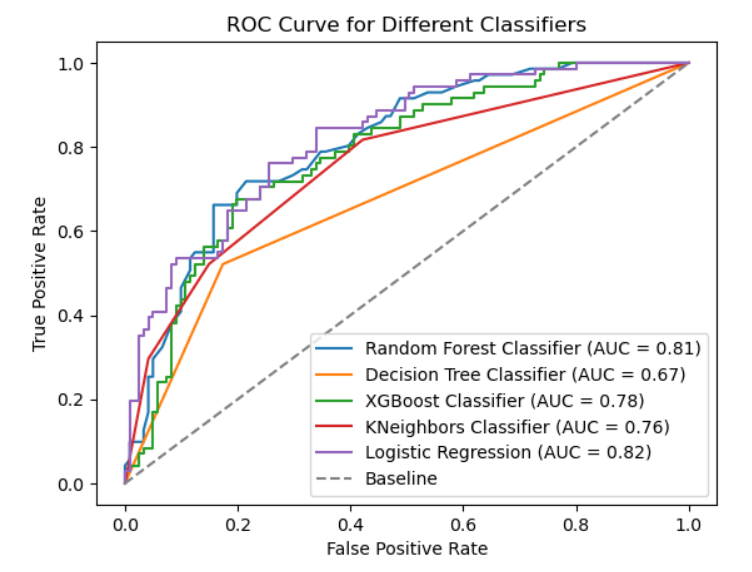 ROC Curve for Different Classifiers
1.0
0.8
0.6
0.4
0.2
0.0
True Positive Rate
Random Forest Classifier (AUC = 0.81)
Decision Tree Classifier (AUC = 0.67)
XGBoost Classifier (AUC = 0.78)
KNeighbors Classifier (AUC = 0.76)
Logistic Regression (AUC = 0.82)
Baseline
0.0 0.2 0.4 0.6 0.8 1.0
False Positive Rate